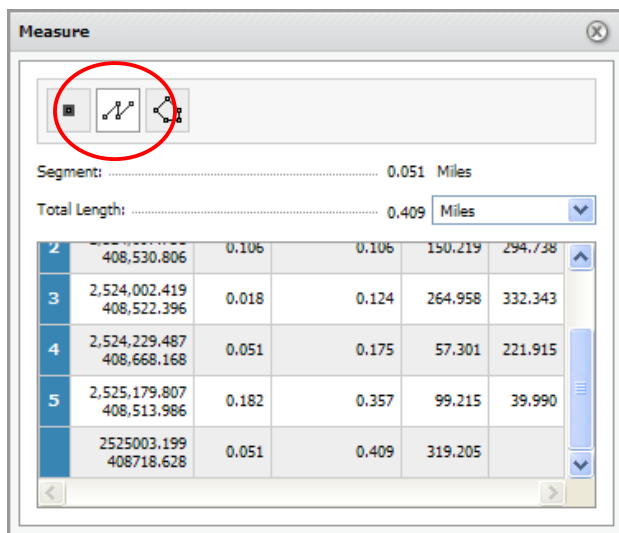 Measure
Segment: 0.051 Miles
Total Length: 0.409 Miles
2 408,530.806 0.106 0.106 150.219 294.738
3 2,524,002.419 0.018 0.124 264.958 332.343
408,522.396
4 2,524,229.487 0.051 0.175 57.301 221.915
408,668.168
5 2,525,179.807 0.182 0.357 99.215 39.990
408,513.986
2525003.199 0.051 0.409 319.205
408718.628